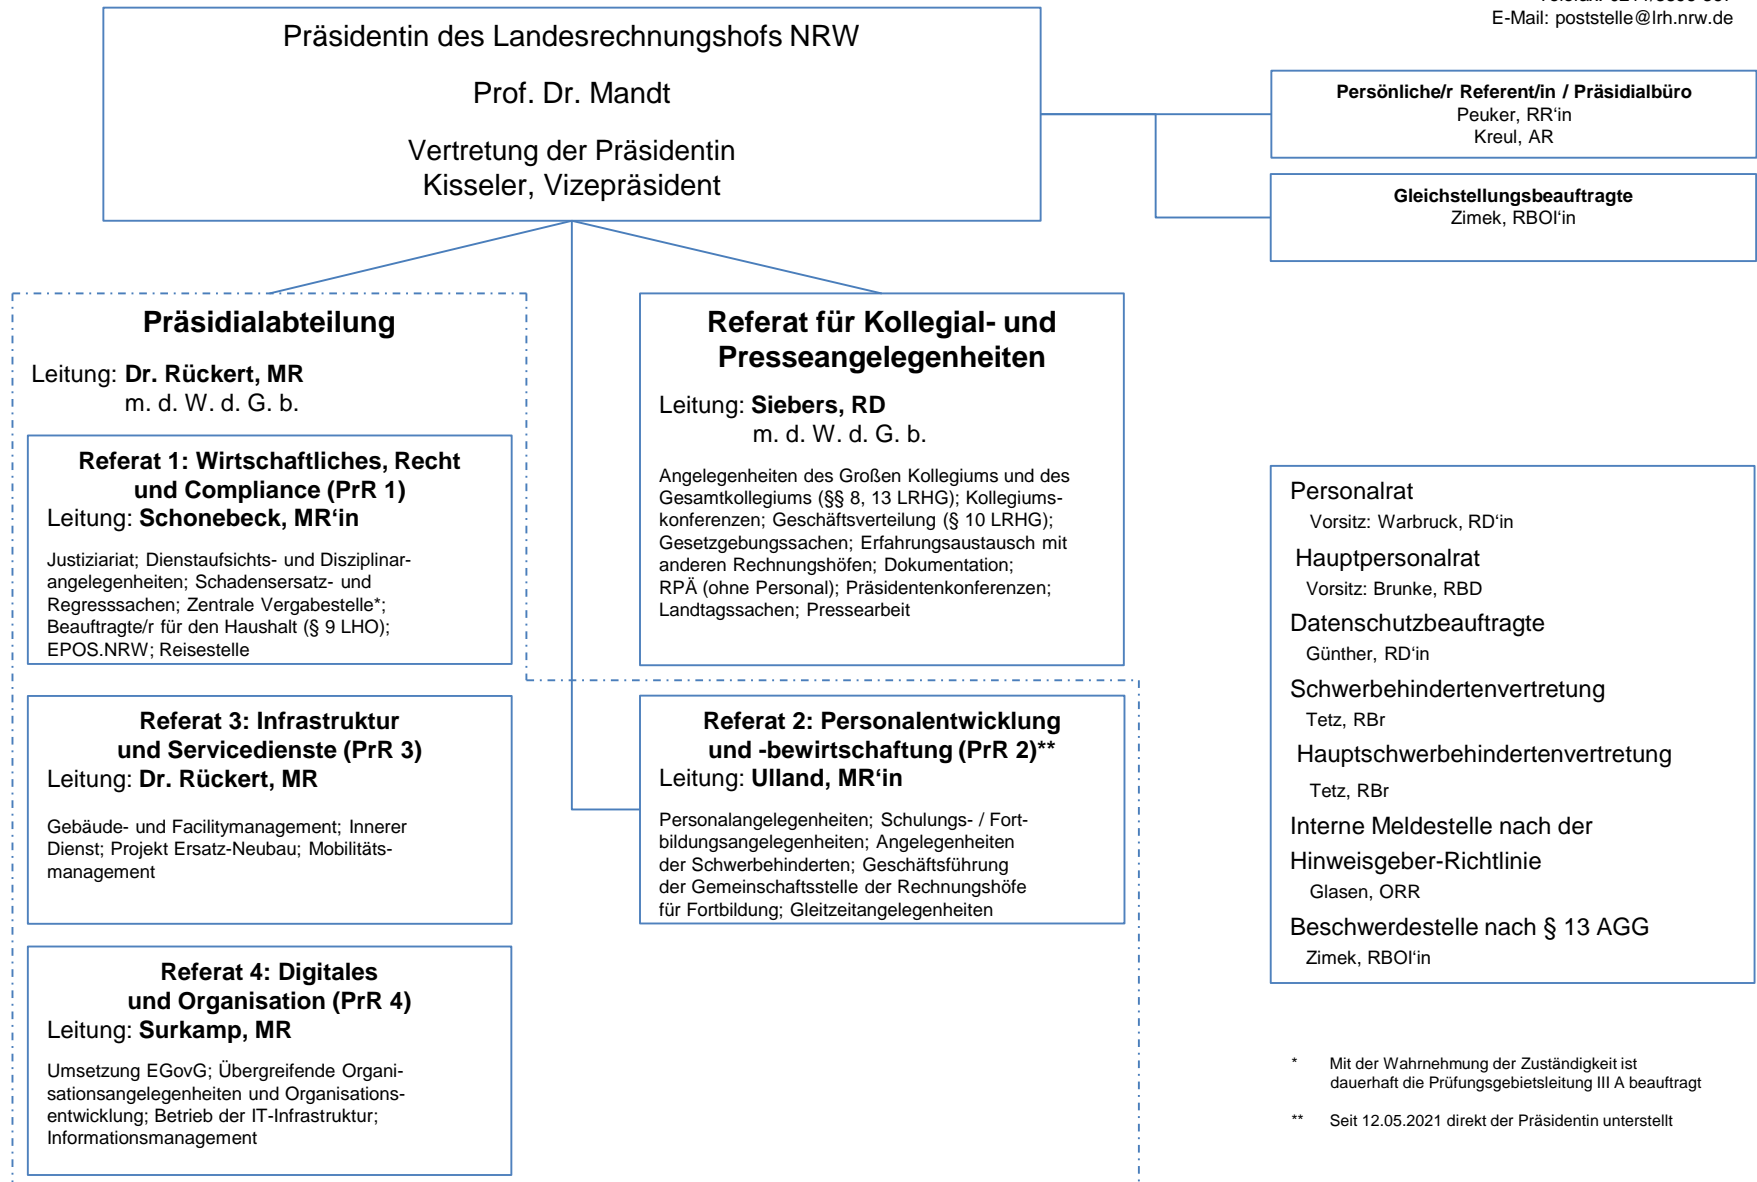 E-Mail: poststelle@lrh.nrw.de
Präsidentin des Landesrechnungshofs NRW
Prof. Dr. Mandt
Vertretung der Präsidentin
Kisseler, Vizepräsident
Persönliche/r Referent/in / Präsidialbüro
Peuker, RR‘in
Kreul, AR
Gleichstellungsbeauftragte
Zimek, RBOI‘in
Präsidialabteilung
Leitung: Dr. Rückert, MR
m. d. W. d. G. b.
Referat 1: Wirtschaftliches, Recht
und Compliance (PrR 1)
Leitung: Schonebeck, MR‘in
Justiziariat; Dienstaufsichts- und Disziplinar-
angelegenheiten; Schadensersatz- und
Regresssachen; Zentrale Vergabestelle*;
Beauftragte/r für den Haushalt (§ 9 LHO);
EPOS.NRW; Reisestelle
Referat für Kollegial- und
Presseangelegenheiten
Leitung: Siebers, RD
m. d. W. d. G. b.
Angelegenheiten des Großen Kollegiums und des
Gesamtkollegiums (§§ 8, 13 LRHG); Kollegiums-
konferenzen; Geschäftsverteilung (§ 10 LRHG);
Gesetzgebungssachen; Erfahrungsaustausch mit
anderen Rechnungshöfen; Dokumentation;
RPÄ (ohne Personal); Präsidentenkonferenzen;
Landtagssachen; Pressearbeit
Referat 3: Infrastruktur
und Servicedienste (PrR 3)
Leitung: Dr. Rückert, MR
Gebäude- und Facilitymanagement; Innerer
Dienst; Projekt Ersatz-Neubau; Mobilitäts-
management
Referat 2: Personalentwicklung
und -bewirtschaftung (PrR 2)**
Leitung: Ulland, MR‘in
Personalangelegenheiten; Schulungs- / Fort-
bildungsangelegenheiten; Angelegenheiten
der Schwerbehinderten; Geschäftsführung
der Gemeinschaftsstelle der Rechnungshöfe
für Fortbildung; Gleitzeitangelegenheiten
Referat 4: Digitales
und Organisation (PrR 4)
Leitung: Surkamp, MR
Umsetzung EGovG; Übergreifende Organi-
sationsangelegenheiten und Organisations-
entwicklung; Betrieb der IT-Infrastruktur;
Informationsmanagement
Personalrat
Vorsitz: Warbruck, RD‘in
Hauptpersonalrat
Vorsitz: Brunke, RBD
Datenschutzbeauftragte
Günther, RD‘in
Schwerbehindertenvertretung
Tetz, RBr
Hauptschwerbehindertenvertretung
Tetz, RBr
Interne Meldestelle nach der
Hinweisgeber-Richtlinie
Glasen, ORR
Beschwerdestelle nach § 13 AGG
Zimek, RBOI‘in
* Mit der Wahrnehmung der Zuständigkeit ist
dauerhaft die Prüfungsgebietsleitung III A beauftragt
** Seit 12.05.2021 direkt der Präsidentin unterstellt